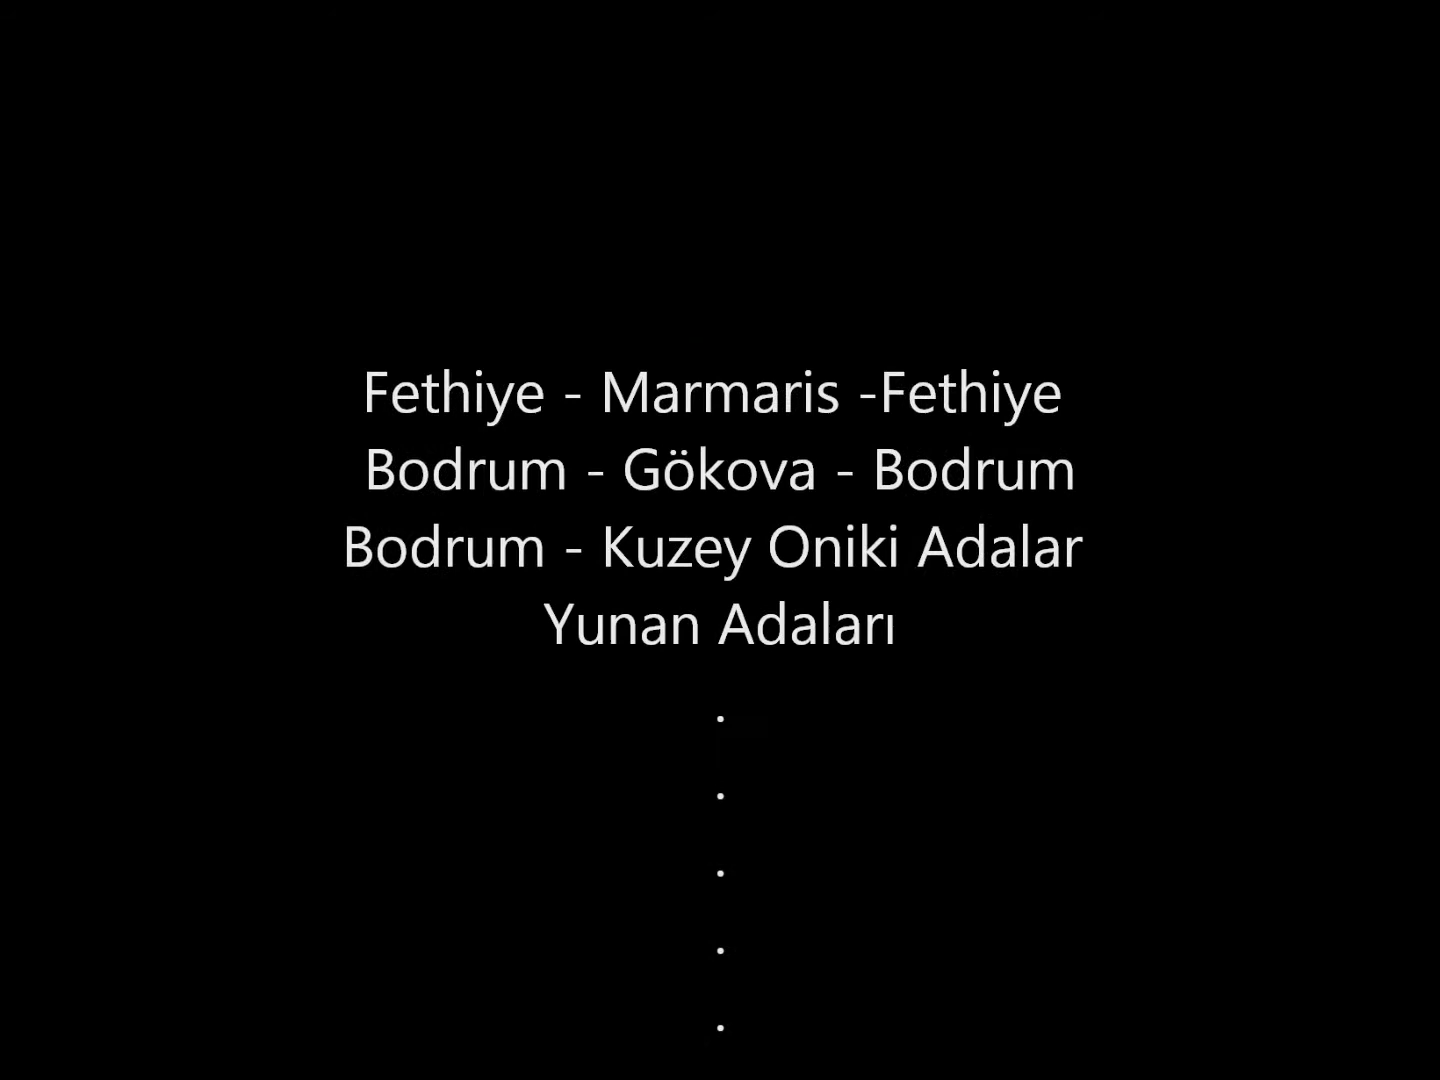 Fethiye - Marmaris -Fethiye
Bodrum - Gökova - Bodrum
Bodrum - Kuzey Oniki Adalar
Yunan Adaları
.
.
.
.
.